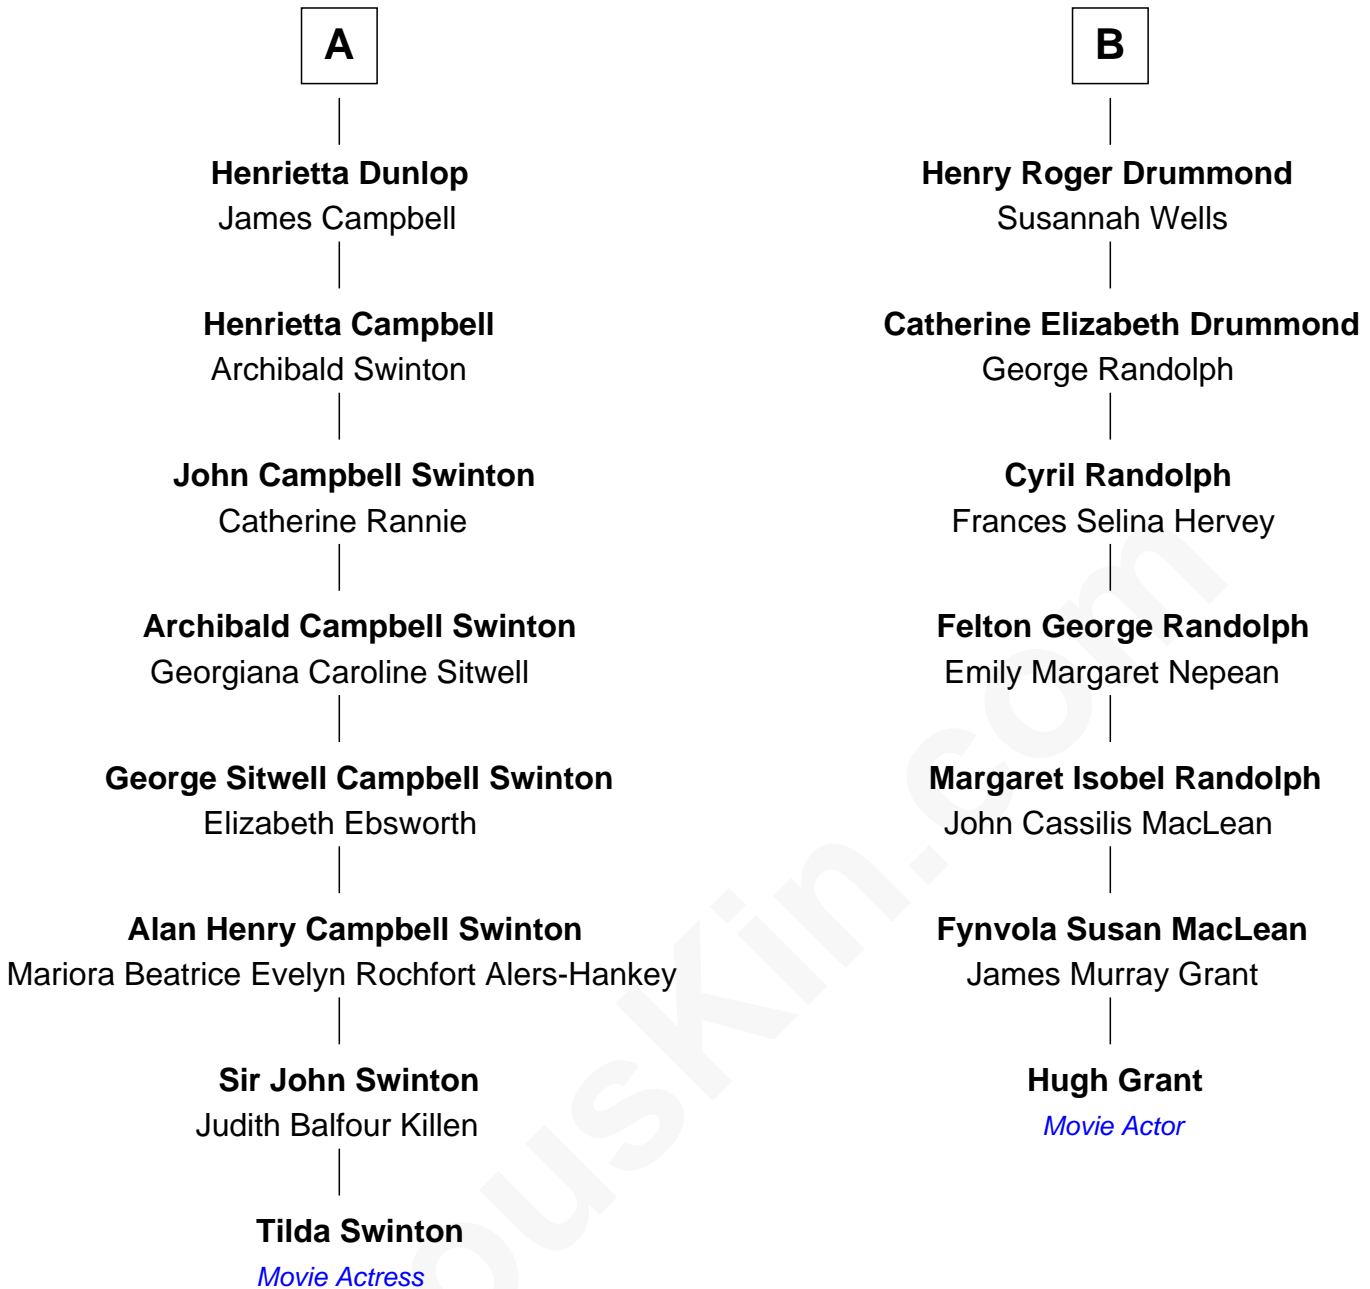 A
Henrietta Dunlop
James Campbell
Henrietta Campbell
Archibald Swinton
John Campbell Swinton
Catherine Rannie
Archibald Campbell Swinton
Georgiana Caroline Sitwell
George Sitwell Campbell Swinton
Elizabeth Ebsworth
Alan Henry Campbell Swinton
Mariora Beatrice Evelyn Rochfort Alers-Hankey
Sir John Swinton
Judith Balfour Killen
Tilda Swinton
Movie Actress
B
Henry Roger Drummond
Susannah Wells
Catherine Elizabeth Drummond
George Randolph
Cyril Randolph
Frances Selina Hervey
Felton George Randolph
Emily Margaret Nepean
Margaret Isobel Randolph
John Cassilis MacLean
Fynvola Susan MacLean
James Murray Grant
Hugh Grant
Movie Actor
ousKin.com